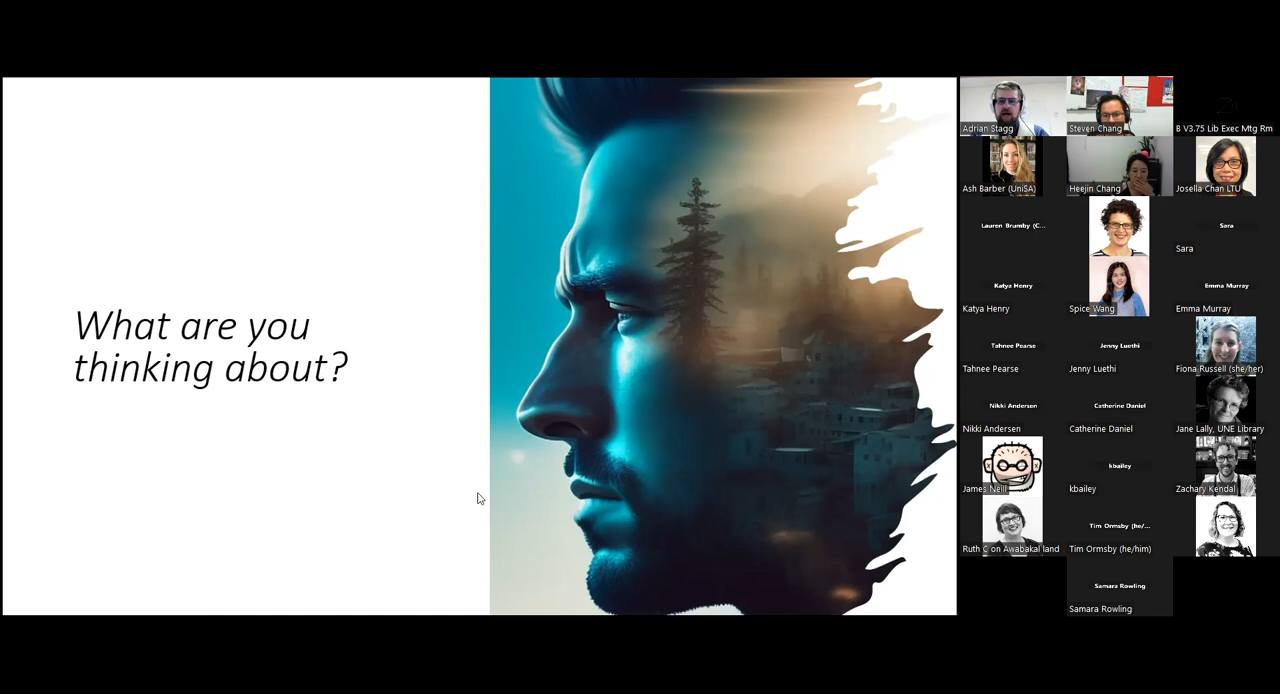 What are you
thinking about?
Adrian Stagg
Steven Chang
B V3.75 Lib Exec Mtg Rm
Ash Barber (UniSA)
Heejin Chang
Josella Chan LTU
Lauren Brumby (C...
Sara
Sara
Katya Henry
Katya Henry
Spice Wang
Emma Murray
Emma Murray
Tahnee Pearse
Tahnee Pearse
Jenny Luethi
Jenny Luethi
Fiona Russell (she/her)
Nikki Andersen
Nikki Andersen
Catherine Daniel
Catherine Daniel
Jane Lally, UNE Library
James Neill
kbailey
kbailey
Zachary Kendal
Ruth C on Awabakal land
Tim Ormsby (he/...
Tim Ormsby (he/him)
Samara Rowling
Samara Rowling